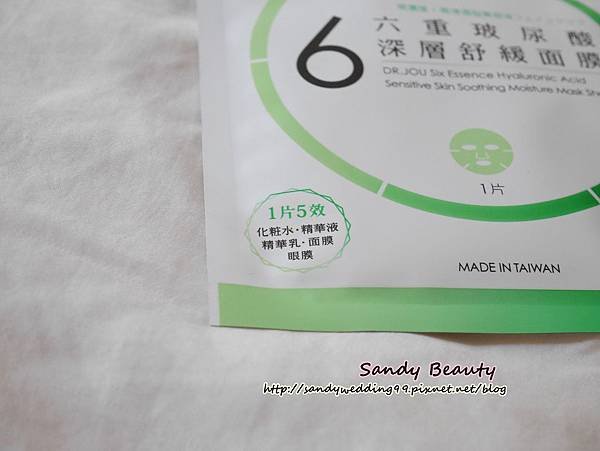 6
六重玻尿酸
深層舒緩面膜
DR.JOU Six Essence Hyaluronic Acid
Sensitive Skin Soothing Moisture Mask
1片
1片5效
化粧水·精華液
精華乳·面膜
眼膜
MADE IN TAIWAN
Sandy Beauty
http://sandywedding99.pixnet.net/blog